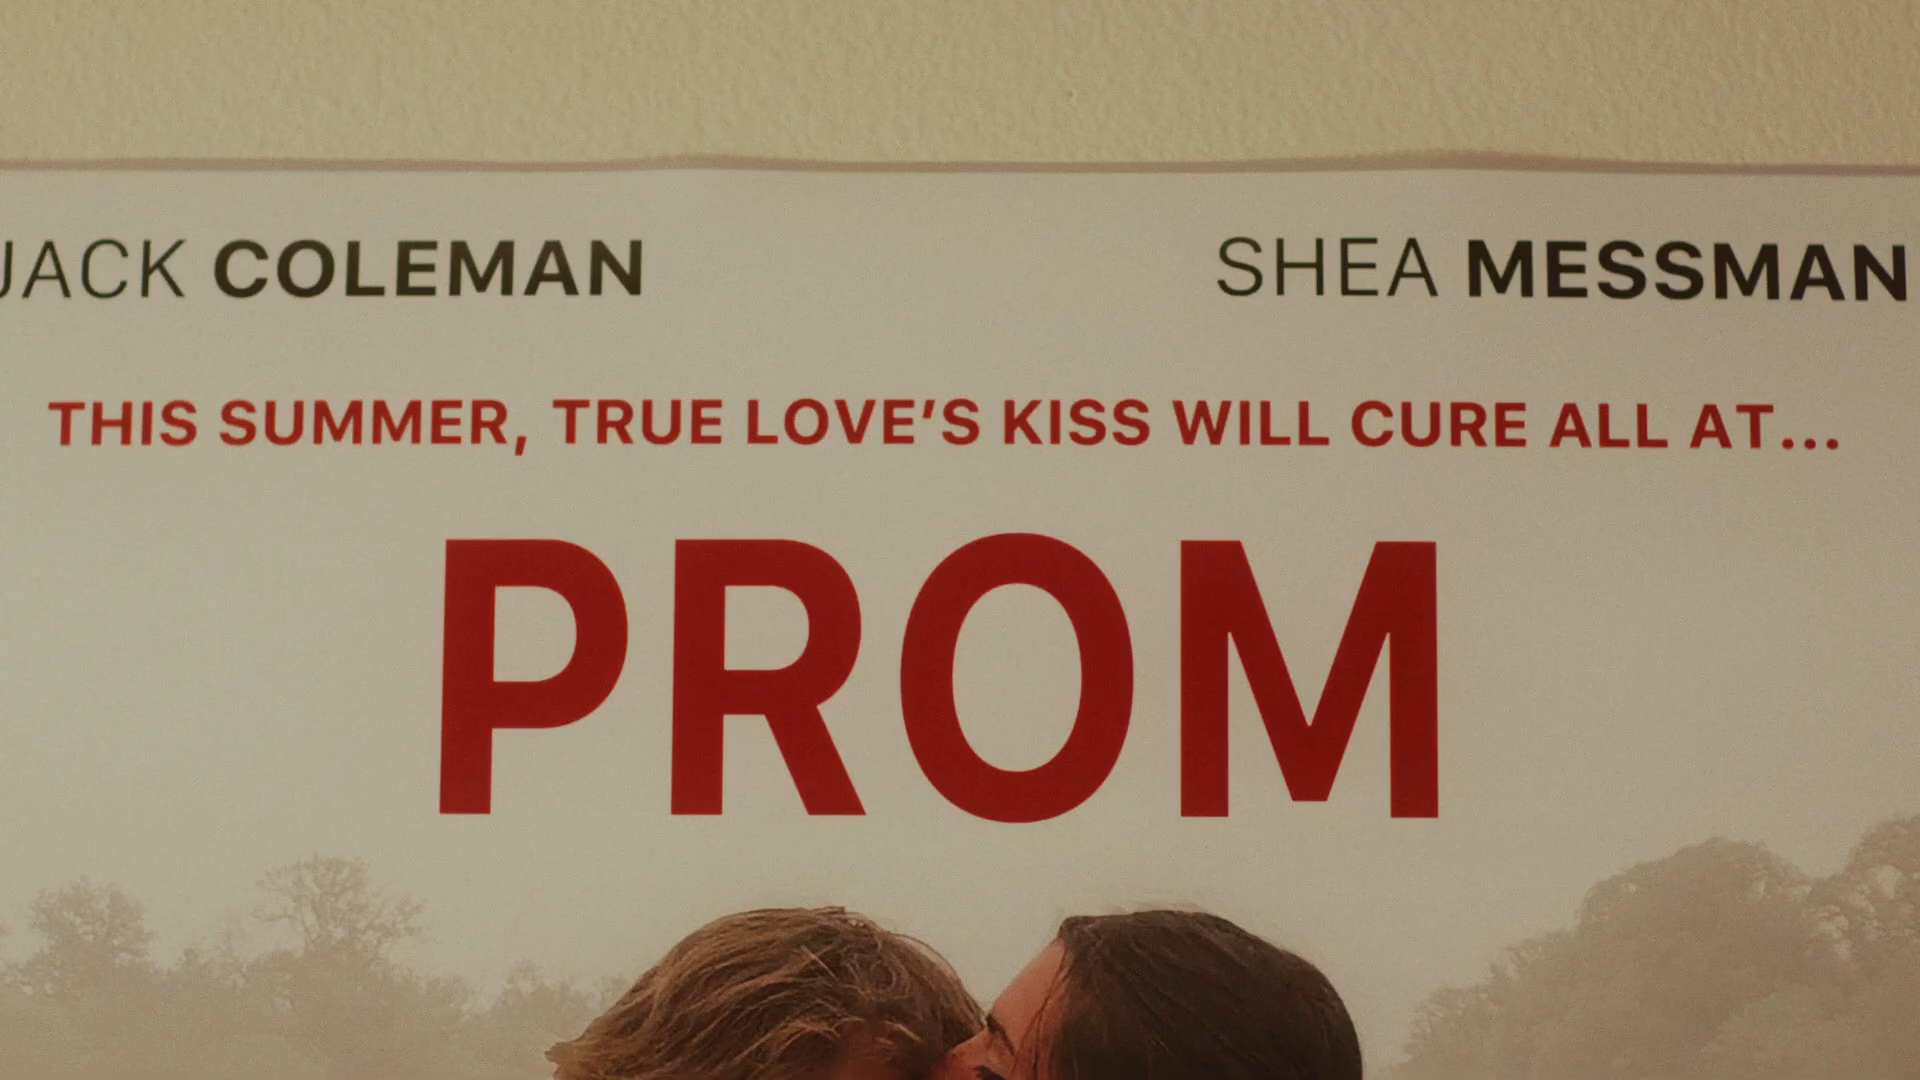 JACK COLEMAN SHEA MESSMAN
THIS SUMMER, TRUE LOVE’S KISS WILL CURE ALL AT...
PROM